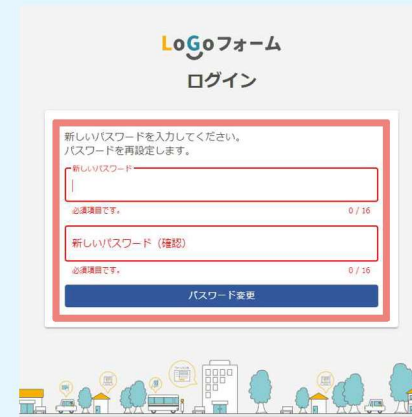 LoGoフォーム
ログイン
新しいパスワードを入力してください。
パスワードを再設定します。
新しいパスワード
必須項目です。
0 / 16
新しいパスワード（確認）
必須項目です。
0 / 16
パスワード変更